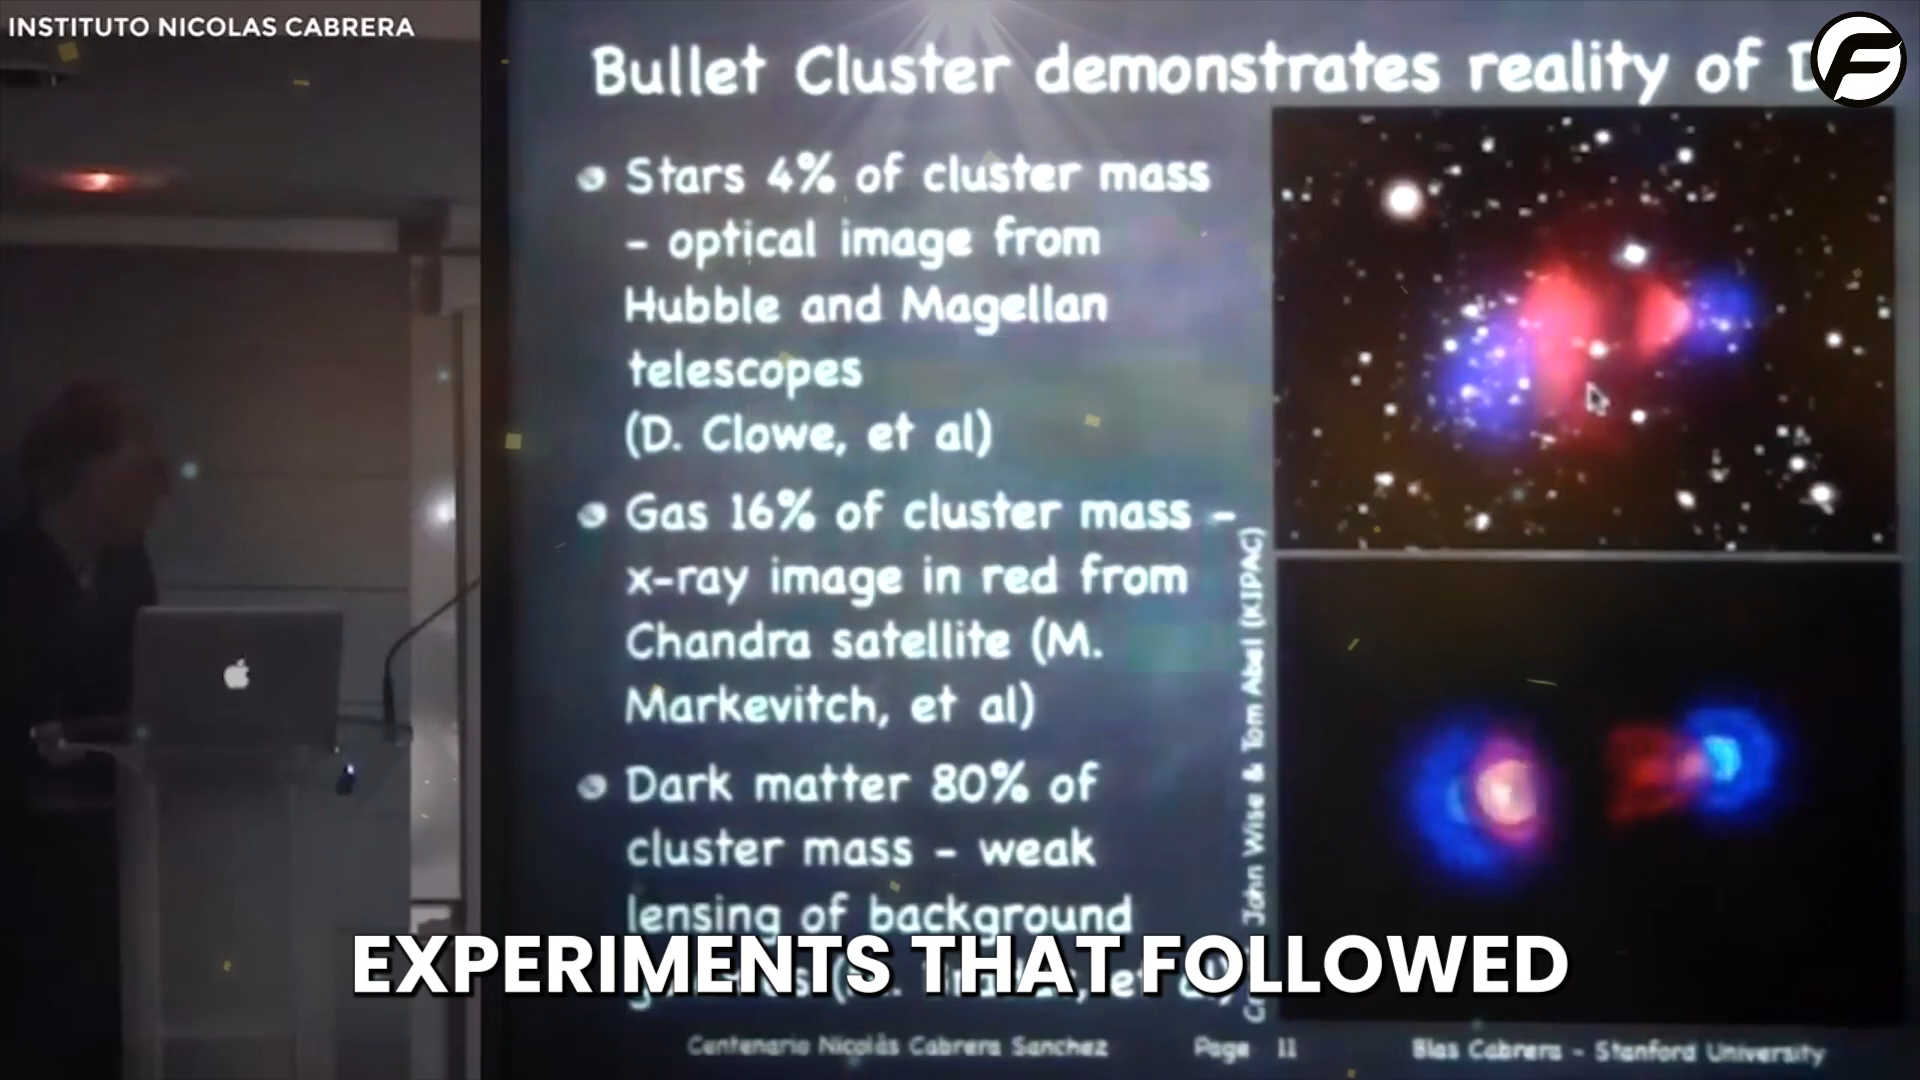 INSTITUTO NICOLAS CABRERA
Bullet Cluster demonstrates reality of
Stars 4% of cluster mass
- optical image from
Hubble and Magellan
telescopes
(D. Clowe, et al)
Gas 16% of cluster mass -
x-ray image in red from
Chandra satellite (M.
Markevitch, et al)
Dark matter 80% of
cluster mass - weak
lensing of background
John Wise & Tom Abel (KIPAC)
EXPERIMENTS THAT FOLLOWED
Centenario Nicolás Cabrera Sanchez
Page 11
Blas Cabrera - Stanford University